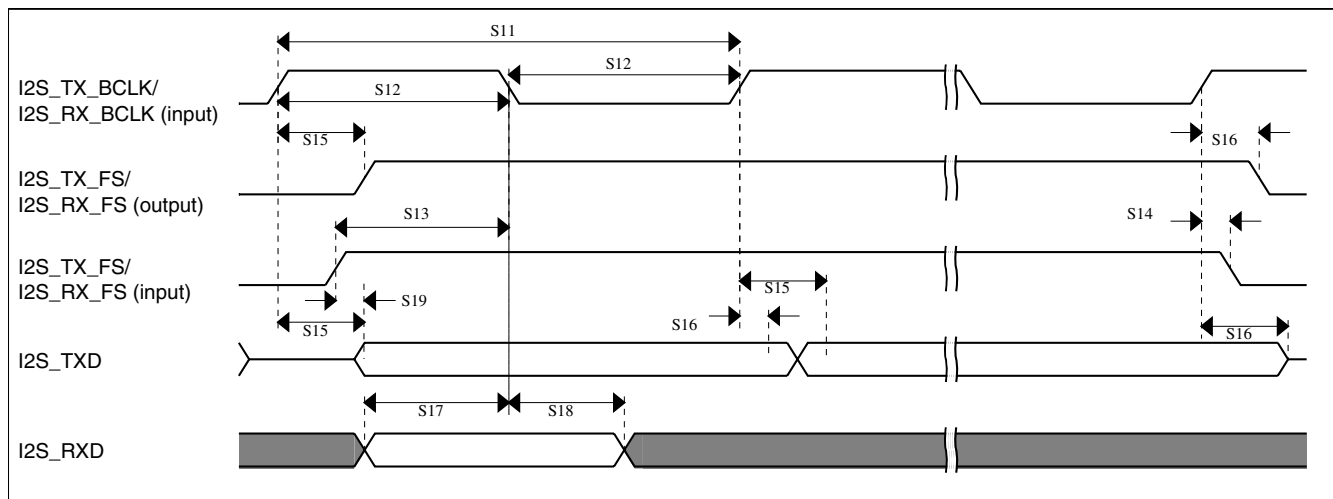 S11
S12
I2S_TX_BCLK/
I2S_RX_BCLK (input)
S12
S15
S16
I2S_TX_FS/
I2S_RX_FS (output)
S13
S14
I2S_TX_FS/
I2S_RX_FS (input)
S15
S19
S16
S15
S16
I2S_TXD
S17
S18
I2S_RXD